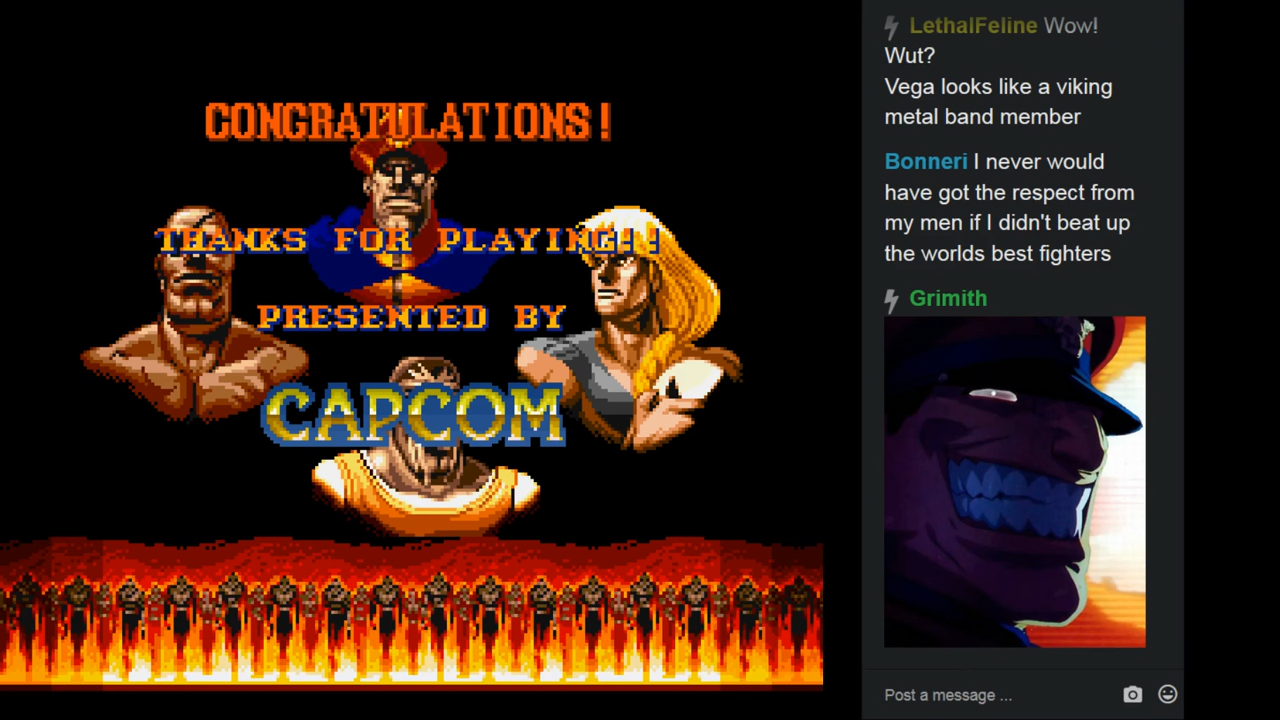 CONGRATULATIONS!
THANKS FOR PLAYING!!
PRESENTED BY
CAPCOM
LethalFeline Wow!
Wut?
Vega looks like a viking
metal band member
Bonneri I never would
have got the respect from
my men if I didn't beat up
the worlds best fighters
Grimith
Post a message ...